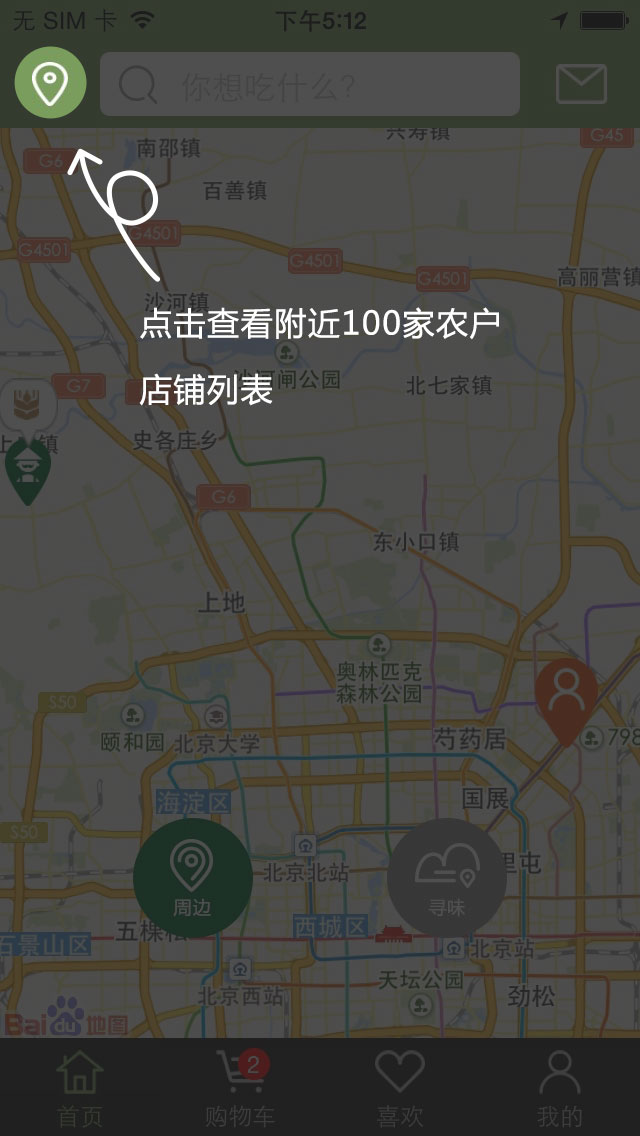 无 SIM 卡
下午5:12
你想吃什么?
兴寿镇
G45
南邵镇
G6
百善镇
G4501
G4501
G4501
G4501
高丽营镇
沙河镇
点击查看附近100家农户
沙河闸公园
G7
北七家镇
店铺列表
史各庄乡
G6
东小口镇
上地
奥林匹克
森林公园
S50
颐和园
北京大学
芍药居
798
海淀区
国展
S50
北京北站
里屯
周边
寻味
五棵松
西城区
石景山区
北京站
天坛公园
北京西站
劲松
Bai du 地图
2
首页
购物车
喜欢
我的